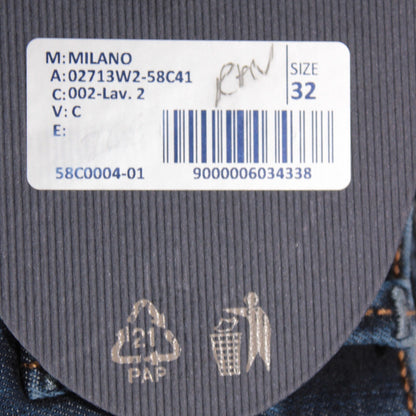 M: MILANO
A: 02713W2-58C41
C: 002-Lav. 2
V: C
E:
SIZE
32
58C0004-01
9000006034338
21
PAP